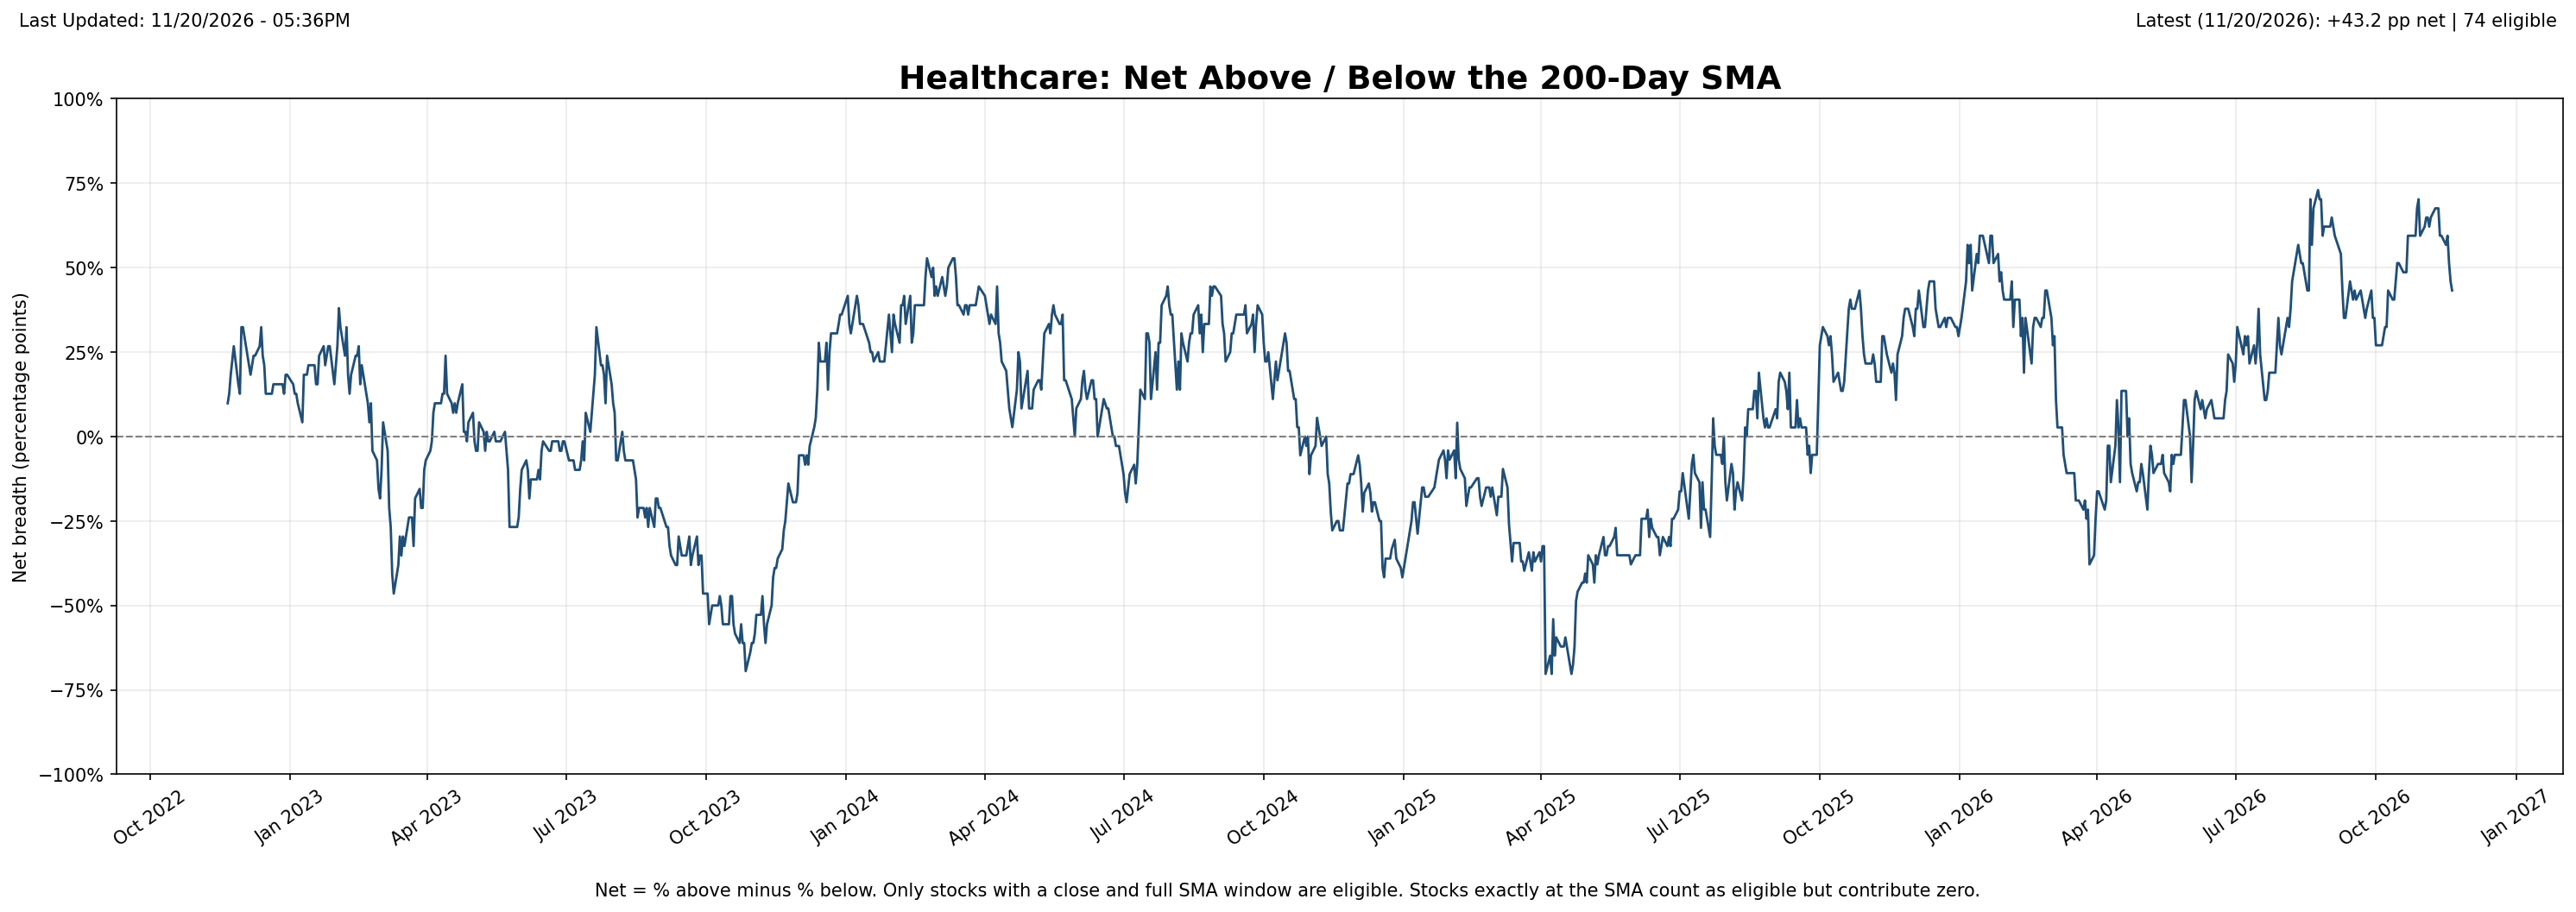 Last Updated: 11/20/2026 - 05:36PM
Latest (11/20/2026): +43.2 pp net | 74 eligible
Healthcare: Net Above / Below the 200-Day SMA
Net breadth (percentage points)
100%
75%
50%
25%
0%
−25%
−50%
−75%
−100%
Oct 2022
Jan 2023
Apr 2023
Jul 2023
Oct 2023
Jan 2024
Apr 2024
Jul 2024
Oct 2024
Jan 2025
Apr 2025
Jul 2025
Oct 2025
Jan 2026
Apr 2026
Jul 2026
Oct 2026
Jan 2027
Net = % above minus % below. Only stocks with a close and full SMA window are eligible. Stocks exactly at the SMA count as eligible but contribute zero.